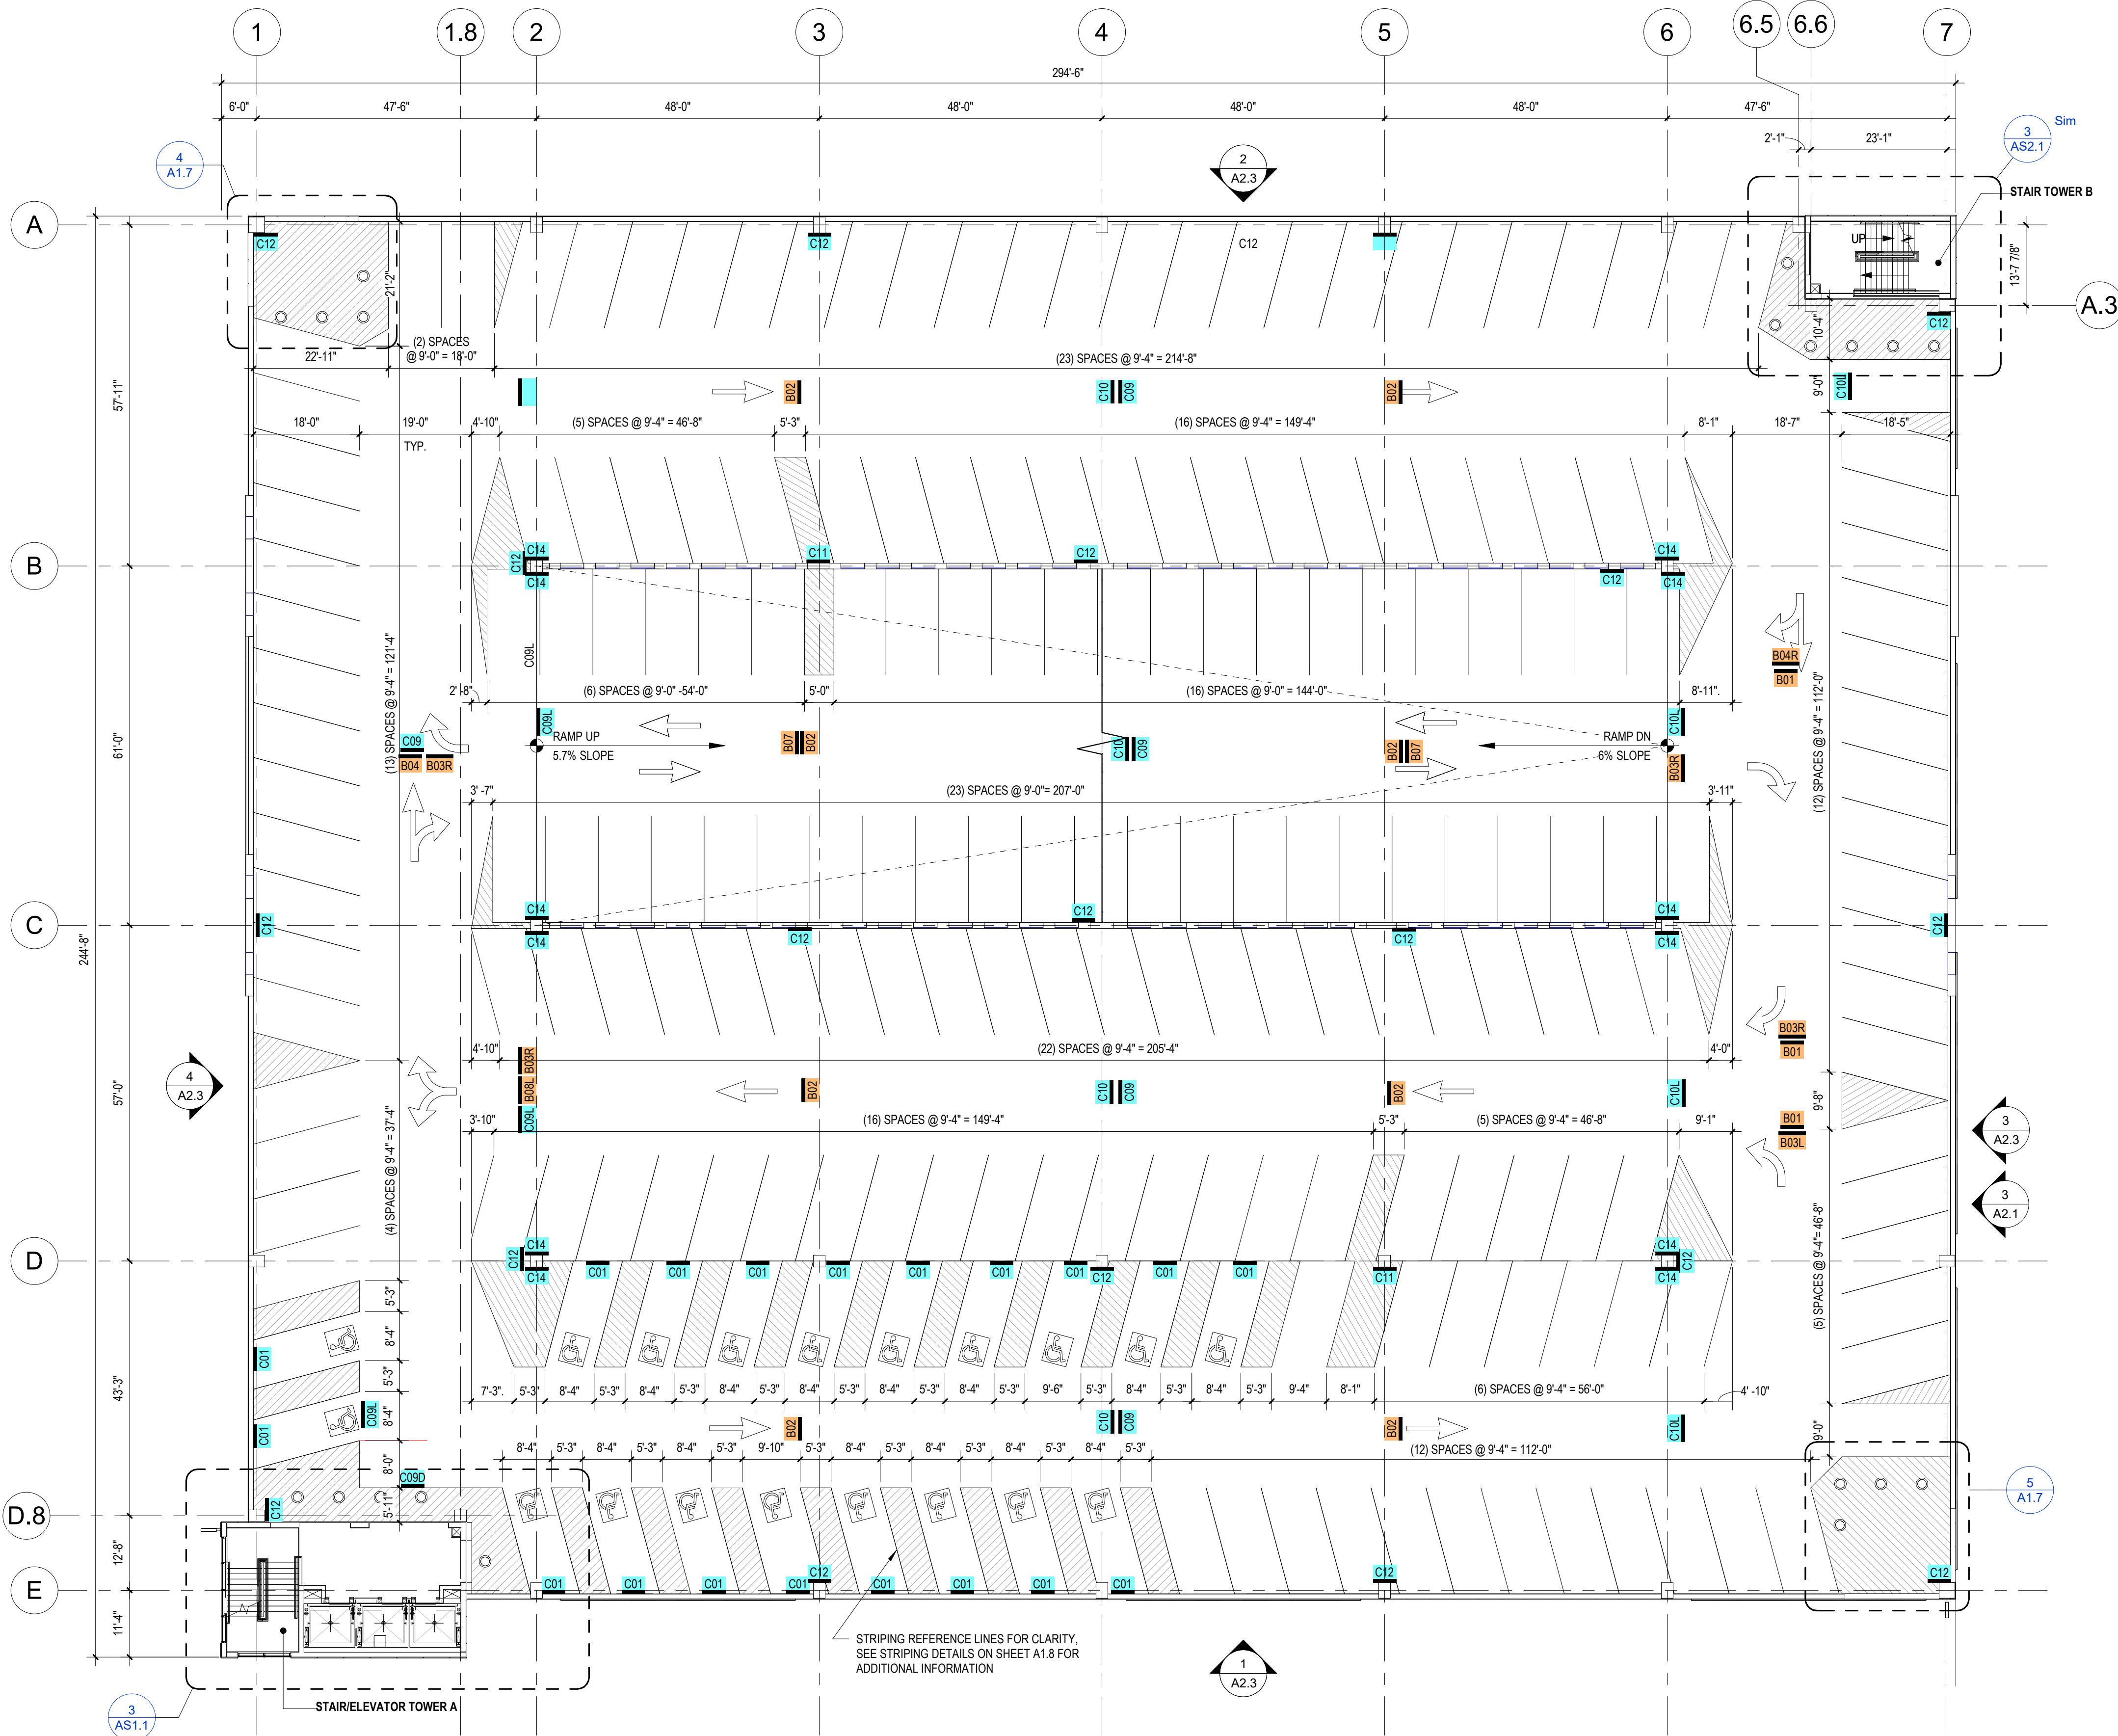 1
1.8
2
3
4
5
6
6.5
6.6
7
294'-6"
6'-0"
47'-6"
48'-0"
48'-0"
48'-0"
48'-0"
47'-6"
2'-1"
23'-1"
3
AS2.1
Sim
4
A1.7
2
A2.3
STAIR TOWER B
A
C12
C12
C12
UP
13'-7 7/8"
21'-2"
A.3
C12
10'-4"
(2) SPACES
@ 9'-0" = 18'-0"
22'-11"
(23) SPACES @ 9'-4" = 214'-8"
57'-11"
B02
C10
C09
B02
C10L
9'-0"
18'-0"
19'-0"
TYP.
4'-10"
(5) SPACES @ 9'-4" = 46'-8"
5'-3"
(16) SPACES @ 9'-4" = 149'-4"
8'-1"
18'-7"
18'-5"
B
C12
C14
C14
C11
C12
C12
C14
C14
C09L
B04R
B01
(13) SPACES @ 9'-4" = 121'-4"
(12) SPACES @ 9'-4" = 112'-0"
2'-8"
(6) SPACES @ 9'-0" -54'-0"
5'-0"
(16) SPACES @ 9'-0" = 144'-0"
8'-11".
61'-0"
C09
B04
B03R
C09L
RAMP UP
5.7% SLOPE
B07
B02
C10
C09
B02
B07
RAMP DN
6% SLOPE
C10L
B03R
3' -7"
(23) SPACES @ 9'-0"= 207'-0"
3'-11"
C
244'-8"
C12
C14
C14
C12
C12
C12
C14
C14
C12
4'-10"
(22) SPACES @ 9'-4" = 205'-4"
4'-0"
B03R
B01
4
A2.3
57'-0"
B03R
B08L
C09L
B02
C10
C09
B02
C10L
9'-8"
B01
B03L
3
A2.3
3
A2.1
(4) SPACES @ 9'-4" = 37'-4"
3'-10"
(16) SPACES @ 9'-4" = 149'-4"
5'-3"
(5) SPACES @ 9'-4" = 46'-8"
9'-1"
(5) SPACES @ 9'-4" = 46'-8"
D
C12
C14
C14
C01
C01
C01
C01
C01
C01
C01
C12
C01
C01
C11
C14
C14
C12
43'-3"
5'-3"
8'-4"
5'-3"
8'-4"
8'-0"
5'-11"
C01
C01
C09L
7'-3".
5'-3"
8'-4"
5'-3"
8'-4"
5'-3"
8'-4"
5'-3"
8'-4"
5'-3"
8'-4"
5'-3"
8'-4"
5'-3"
9'-6"
5'-3"
8'-4"
5'-3"
8'-4"
5'-3"
9'-4"
8'-1"
(6) SPACES @ 9'-4" = 56'-0"
4' -10"
B02
C10
C09
B02
C10L
9'-0"
8'-4"
5'-3"
8'-4"
5'-3"
8'-4"
5'-3"
9'-10"
5'-3"
8'-4"
5'-3"
8'-4"
5'-3"
8'-4"
5'-3"
8'-4"
5'-3"
(12) SPACES @ 9'-4" = 112'-0"
C09D
C12
5
A1.7
D.8
12'-8"
E
C01
C01
C01
C01
C12
C01
C01
C01
C01
C12
C12
11'-4"
STRIPING REFERENCE LINES FOR CLARITY,
SEE STRIPING DETAILS ON SHEET A1.8 FOR
ADDITIONAL INFORMATION
1
A2.3
STAIR/ELEVATOR TOWER A
3
AS1.1